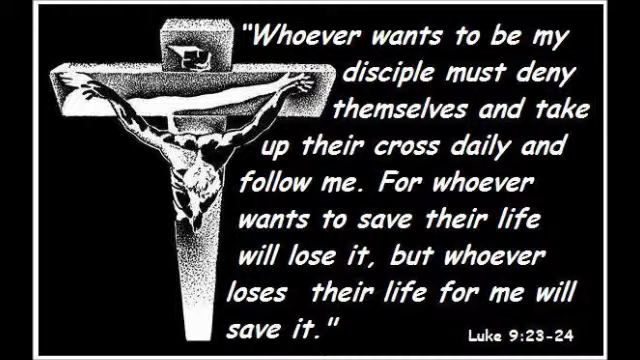 "Whoever wants to be my
disciple must deny
themselves and take
up their cross daily and
follow me. For whoever
wants to save their life
will lose it, but whoever
loses their life for me will
save it."
Luke 9:23-24